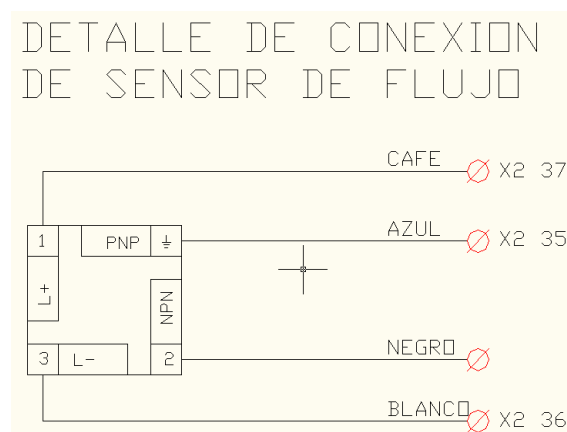 DETALLE DE CONEXION
DE SENSOR DE FLUJO
CAFE
X2 37
AZUL
X2 35
1
PNP
L+
NPN
NEGRO
3
L-
2
BLANCO
X2 36